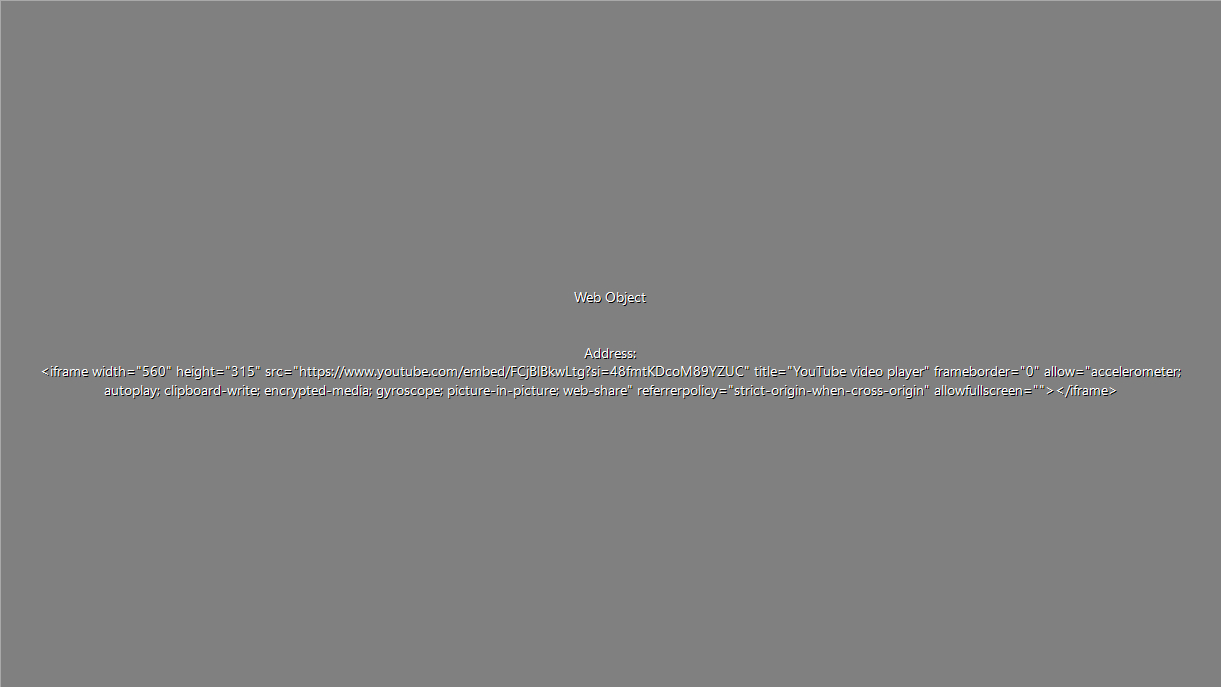 Web Object
Address:
<iframe width="560" height="315" src="https://www.youtube.com/embed/FCjBlBkwLtg?si=48fmtKDcoM89YZUC" title="YouTube video player" frameborder="0" allow="accelerometer;
autoplay; clipboard-write; encrypted-media; gyroscope; picture-in-picture; web-share" referrerpolicy="strict-origin-when-cross-origin" allowfullscreen=""></iframe>